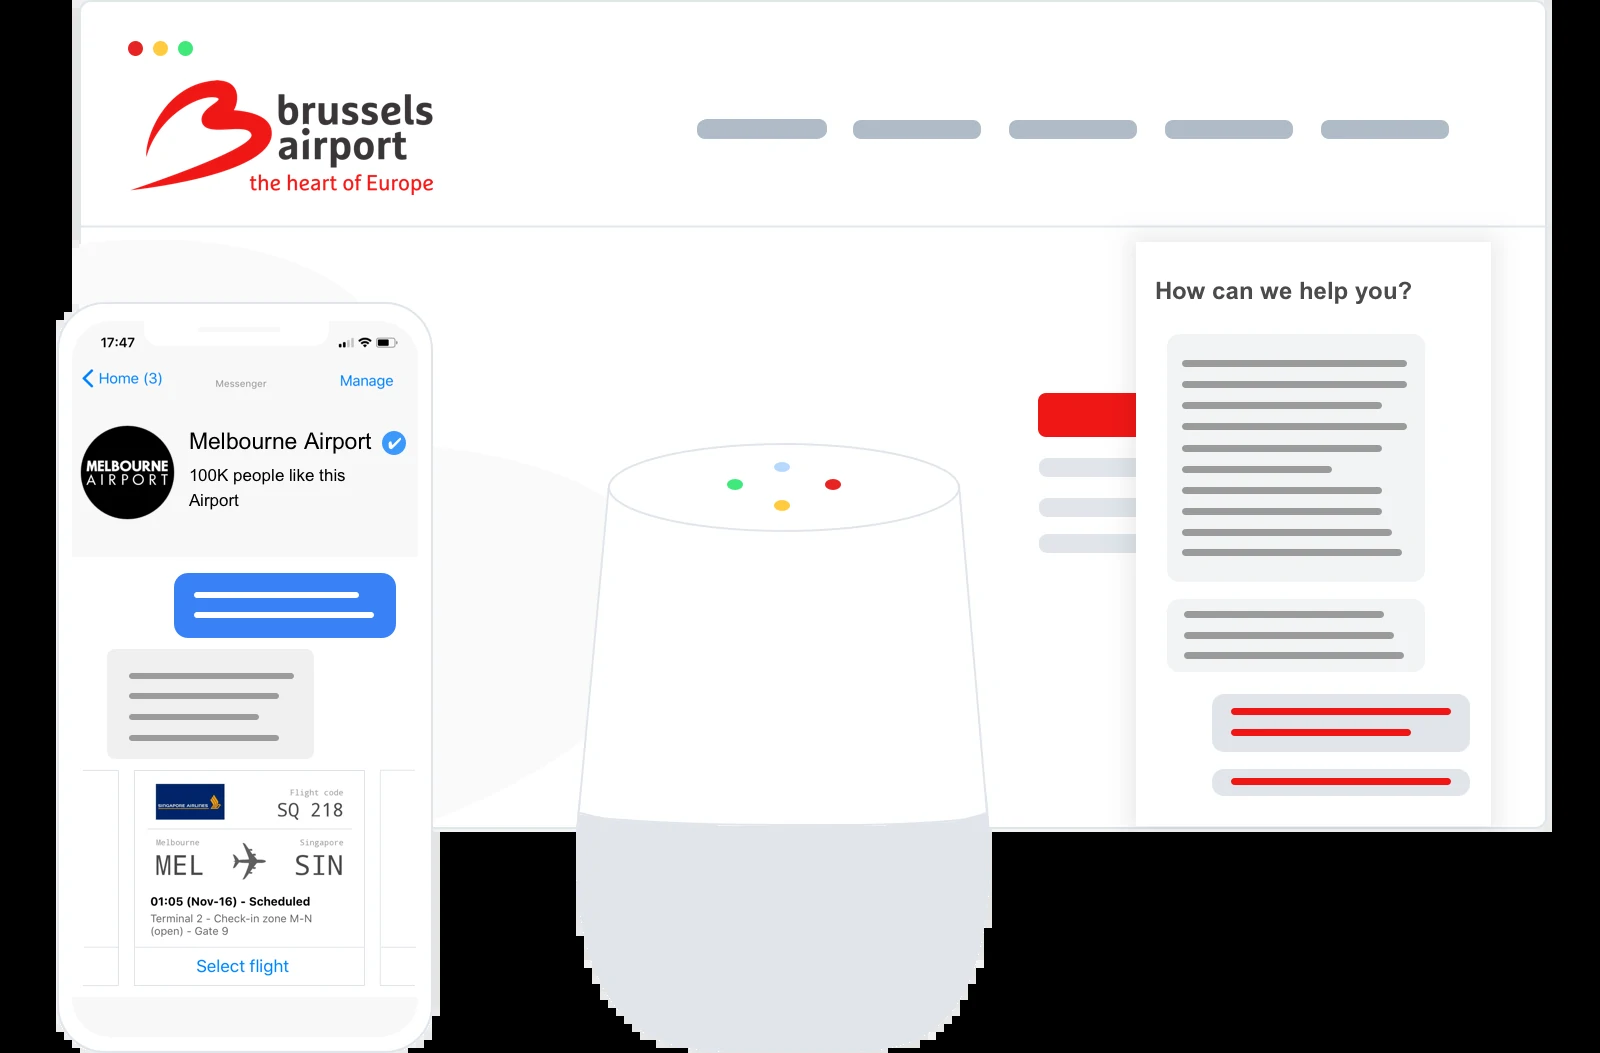 brussels
airport
the heart of Europe
How can we help you?
17:47
Home (3)
Messenger
Manage
Melbourne Airport
100K people like this
Airport
MELBOURNE
AIRPORT
SINGAPORE AIRLINES
Flight code
SQ 218
Melbourne
Singapore
MEL
SIN
01:05 (Nov-16) - Scheduled
Terminal 2 - Check-in zone M-N
(open) - Gate 9
Select flight